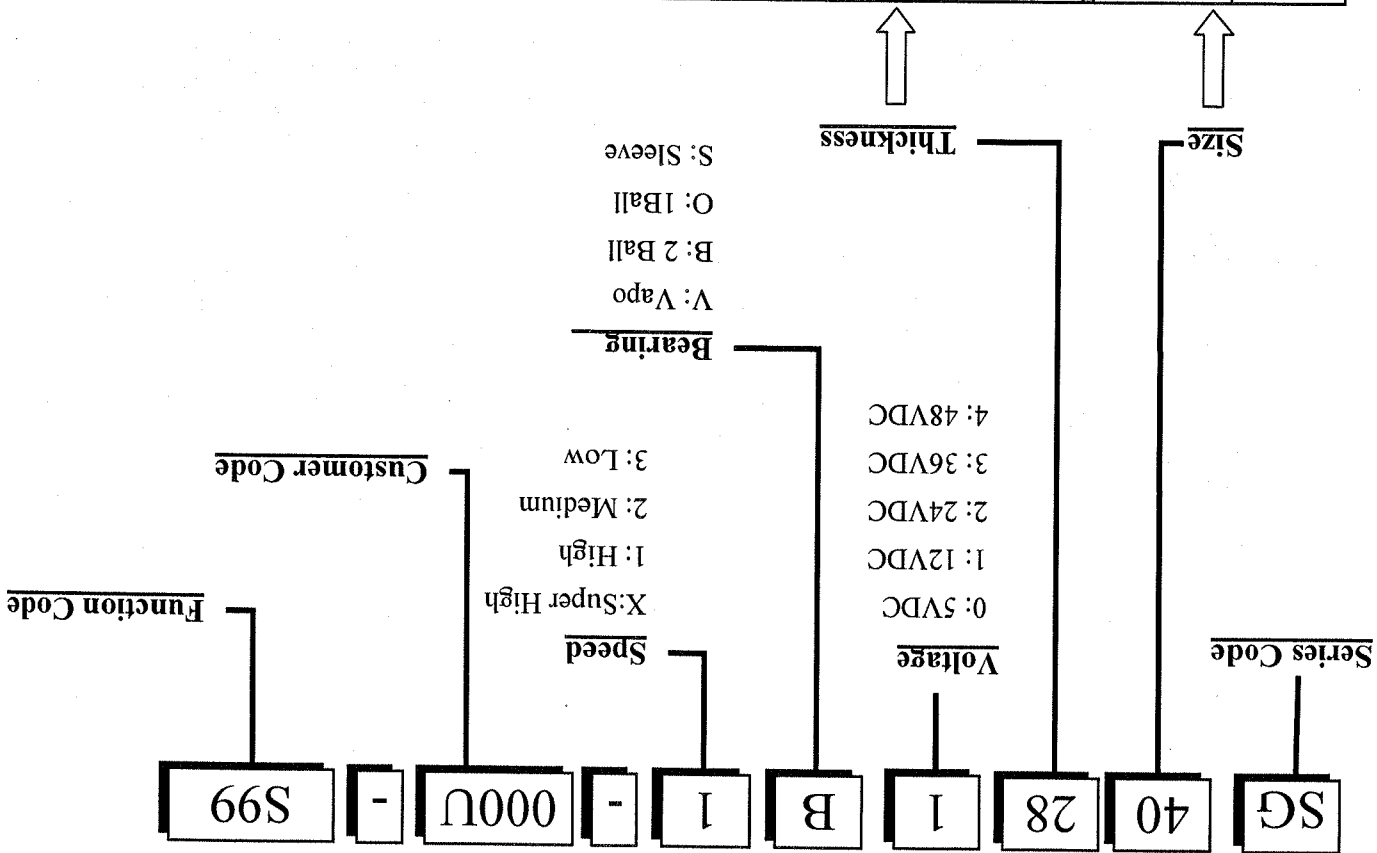 SG 40 28 1 B 1 - 000U - S99
Series Code
Voltage
0: 5VDC
1: 12VDC
2: 24VDC
3: 36VDC
4: 48VDC
Speed
X:Super High
1: High
2: Medium
3: Low
Function Code
Customer Code
Bearing
V: Vapo
B: 2 Ball
O: 1Ball
S: Sleeve
Size
Thickness